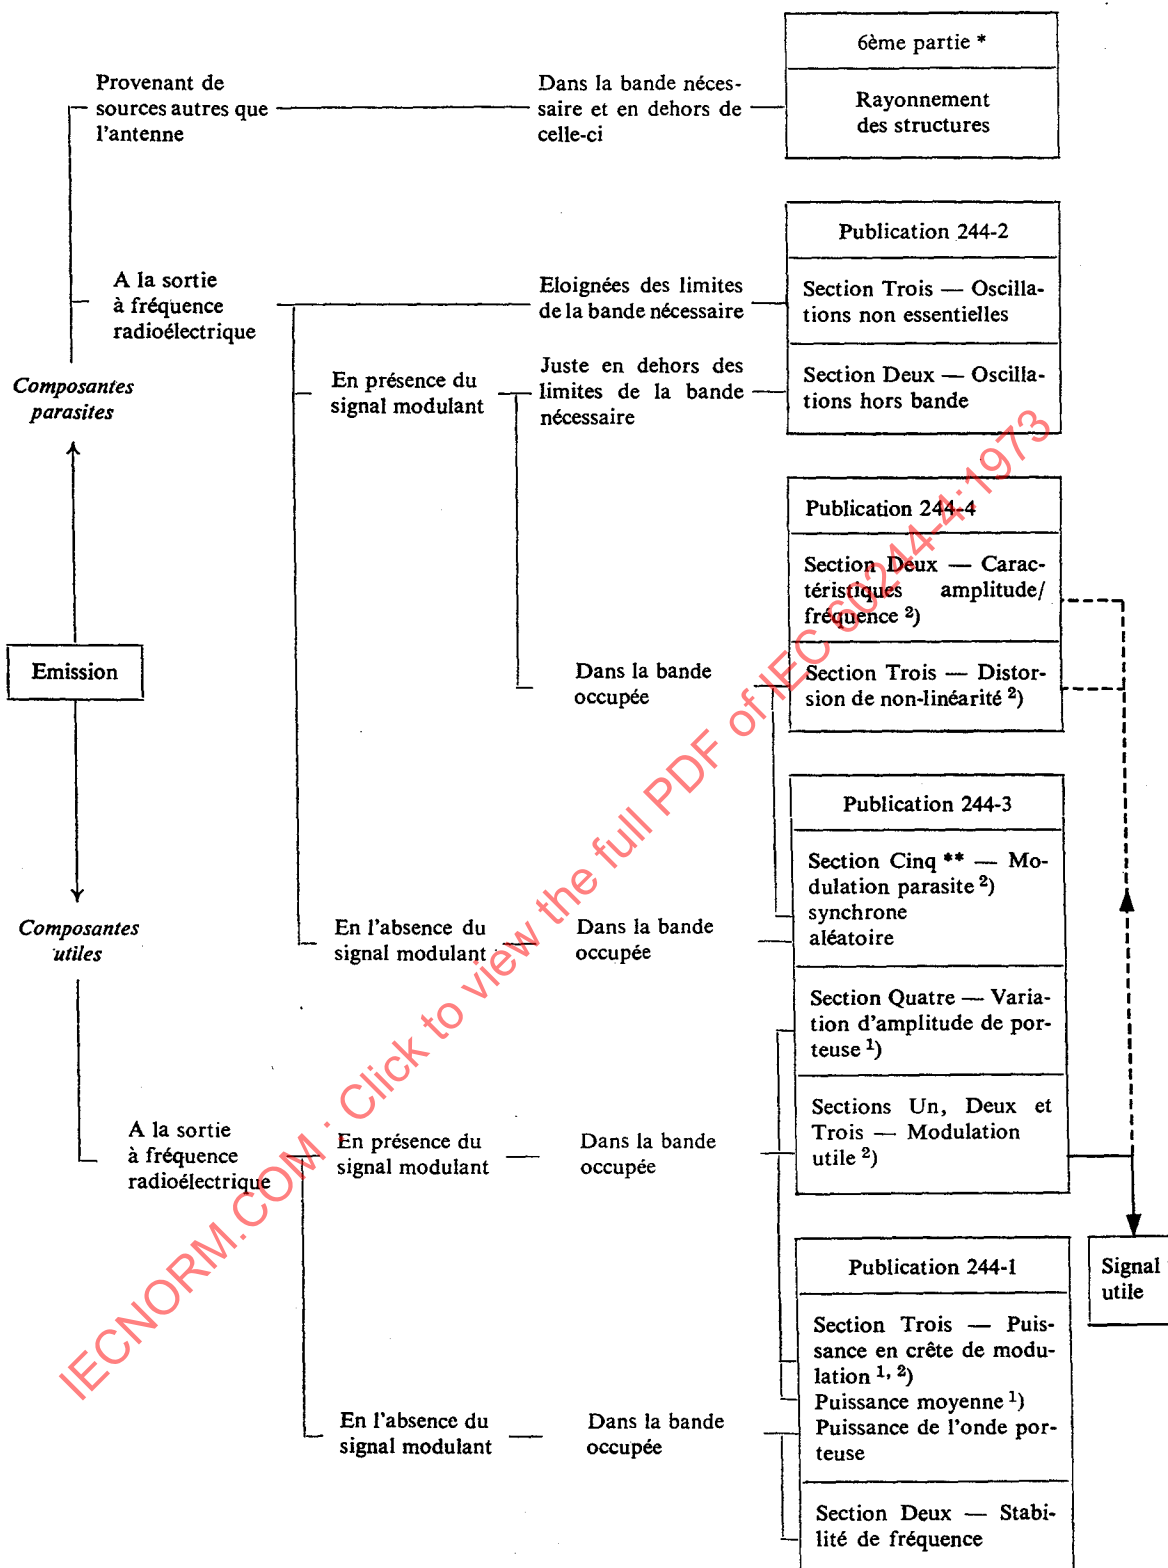 6ème partie *
Rayonnement
des structures
Provenant de
sources autres que
l'antenne
Dans la bande néces-
saire et en dehors de
celle-ci
Publication 244-2
Section Trois — Oscilla-
tions non essentielles
Section Deux — Oscilla-
tions hors bande
A la sortie
à fréquence
radioélectrique
Eloignées des limites
de la bande nécessaire
En présence du
signal modulant
Juste en dehors des
limites de la bande
nécessaire
Composantes
parasites
Publication 244-4
Section Deux — Carac-
téristiques amplitude/
fréquence 2)
Section Trois — Distor-
sion de non-linéarité 2)
Dans la bande
occupée
Emission
Publication 244-3
Section Cinq ** — Mo-
dulation parasite 2)
synchrone
aléatoire
Section Quatre — Varia-
tion d'amplitude de por-
teuse 1)
Sections Un, Deux et
Trois — Modulation
utile 2)
En l'absence du
signal modulant
Dans la bande
occupée
Composantes
utiles
A la sortie
à fréquence
radioélectrique
En présence du
signal modulant
Dans la bande
occupée
Publication 244-1
Section Trois — Puis-
sance en crête de modu-
lation 1, 2)
Puissance moyenne 1)
Puissance de l'onde por-
teuse
Section Deux — Stabi-
lité de fréquence
Signal
utile
En l'absence du
signal modulant
Dans la bande
occupée
IECNORM.COM : Click to view the full PDF of IEC 60244-4:1973